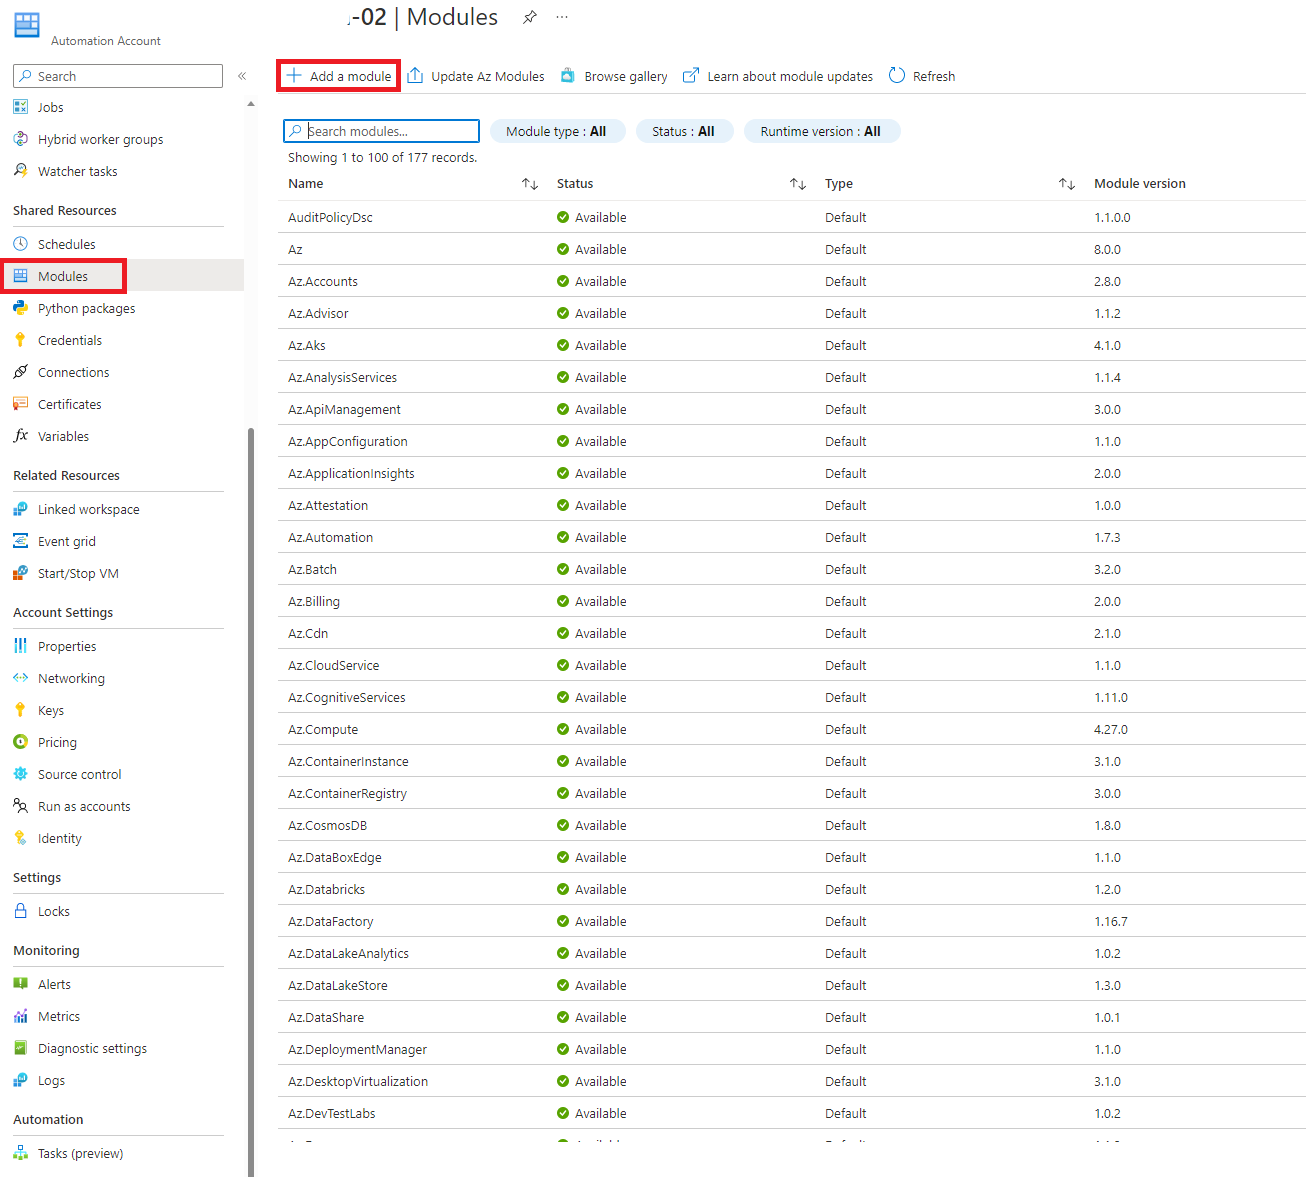 -02 | Modules
Automation Account
Search
Jobs
Hybrid worker groups
Watcher tasks
Shared Resources
Schedules
Modules
Python packages
Credentials
Connections
Certificates
Variables
Related Resources
Linked workspace
Event grid
Start/Stop VM
Account Settings
Properties
Networking
Keys
Pricing
Source control
Run as accounts
Identity
Settings
Locks
Monitoring
Alerts
Metrics
Diagnostic settings
Logs
Automation
Tasks (preview)
Add a module Update Az Modules Browse gallery Learn about module updates Refresh
Search modules... Module type : All Status : All Runtime version : All
Showing 1 to 100 of 177 records.
Name Status Type Module version
AuditPolicyDsc Available Default 1.1.0.0
Az Available Default 8.0.0
Az.Accounts Available Default 2.8.0
Az.Advisor Available Default 1.1.2
Az.Aks Available Default 4.1.0
Az.AnalysisServices Available Default 1.1.4
Az.ApiManagement Available Default 3.0.0
Az.AppConfiguration Available Default 1.1.0
Az.ApplicationInsights Available Default 2.0.0
Az.Attestation Available Default 1.0.0
Az.Automation Available Default 1.7.3
Az.Batch Available Default 3.2.0
Az.Billing Available Default 2.0.0
Az.Cdn Available Default 2.1.0
Az.CloudService Available Default 1.1.0
Az.CognitiveServices Available Default 1.11.0
Az.Compute Available Default 4.27.0
Az.ContainerInstance Available Default 3.1.0
Az.ContainerRegistry Available Default 3.0.0
Az.CosmosDB Available Default 1.8.0
Az.DataBoxEdge Available Default 1.1.0
Az.Databricks Available Default 1.2.0
Az.DataFactory Available Default 1.16.7
Az.DataLakeAnalytics Available Default 1.0.2
Az.DataLakeStore Available Default 1.3.0
Az.DataShare Available Default 1.0.1
Az.DeploymentManager Available Default 1.1.0
Az.DesktopVirtualization Available Default 3.1.0
Az.DevTestLabs Available Default 1.0.2